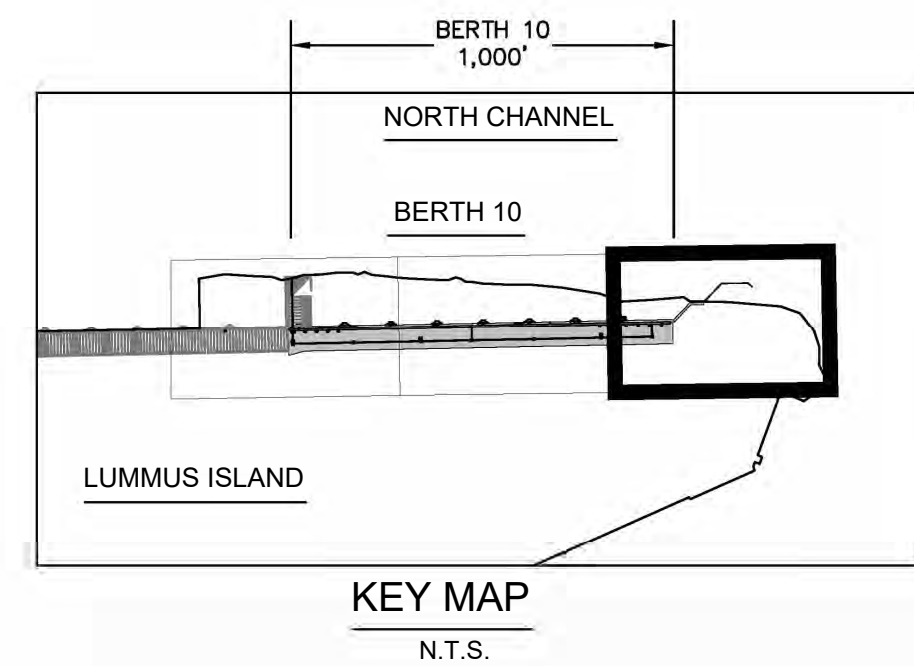 BERTH 10
1,000'
NORTH CHANNEL
BERTH 10
LUMMUS ISLAND
KEY MAP
N.T.S.